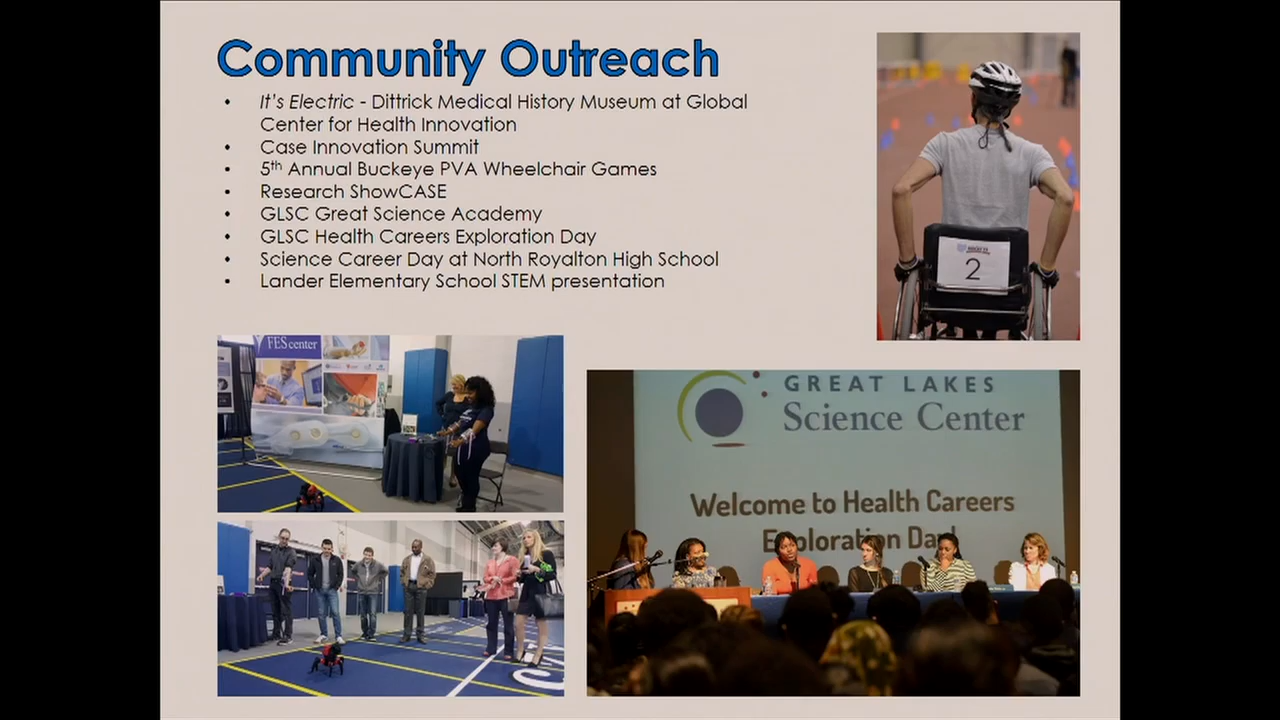 Community Outreach
• It's Electric - Dittrick Medical History Museum at Global
Center for Health Innovation
• Case Innovation Summit
• 5th Annual Buckeye PVA Wheelchair Games
• Research ShowCASE
• GLSC Great Science Academy
• GLSC Health Careers Exploration Day
• Science Career Day at North Royalton High School
• Lander Elementary School STEM presentation
2
FES center
GREAT LAKES
Science Center
Welcome to Health Careers
Exploration Day!